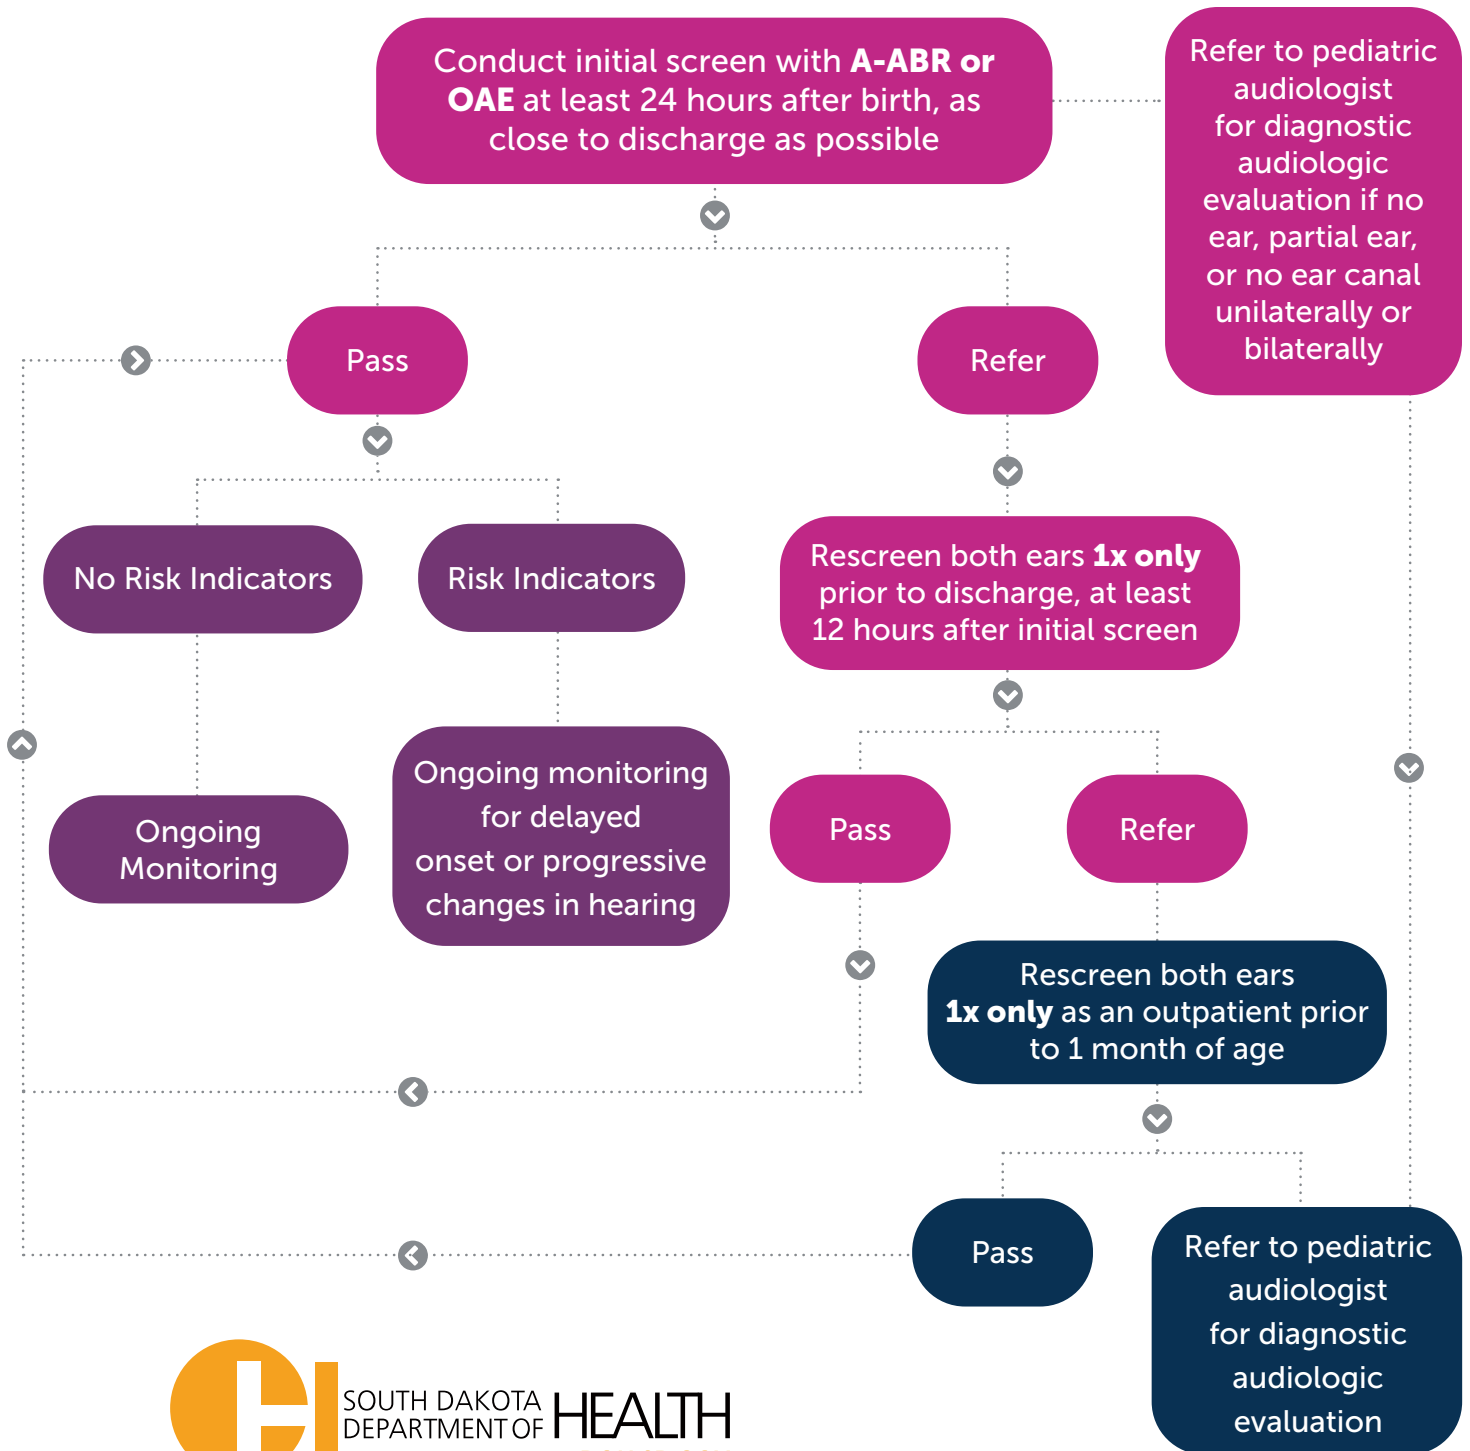 Conduct initial screen with A-ABR or
OAE at least 24 hours after birth, as
close to discharge as possible
Refer to pediatric
audiologist
for diagnostic
audiologic
evaluation if no
ear, partial ear,
or no ear canal
unilaterally or
bilaterally
Pass
Refer
No Risk Indicators
Risk Indicators
Rescreen both ears 1x only
prior to discharge, at least
12 hours after initial screen
Ongoing
Monitoring
Ongoing monitoring
for delayed
onset or progressive
changes in hearing
Pass
Refer
Rescreen both ears
1x only as an outpatient prior
to 1 month of age
Pass
Refer to pediatric
audiologist
for diagnostic
audiologic
evaluation
SOUTH DAKOTA
DEPARTMENT OF HEALTH